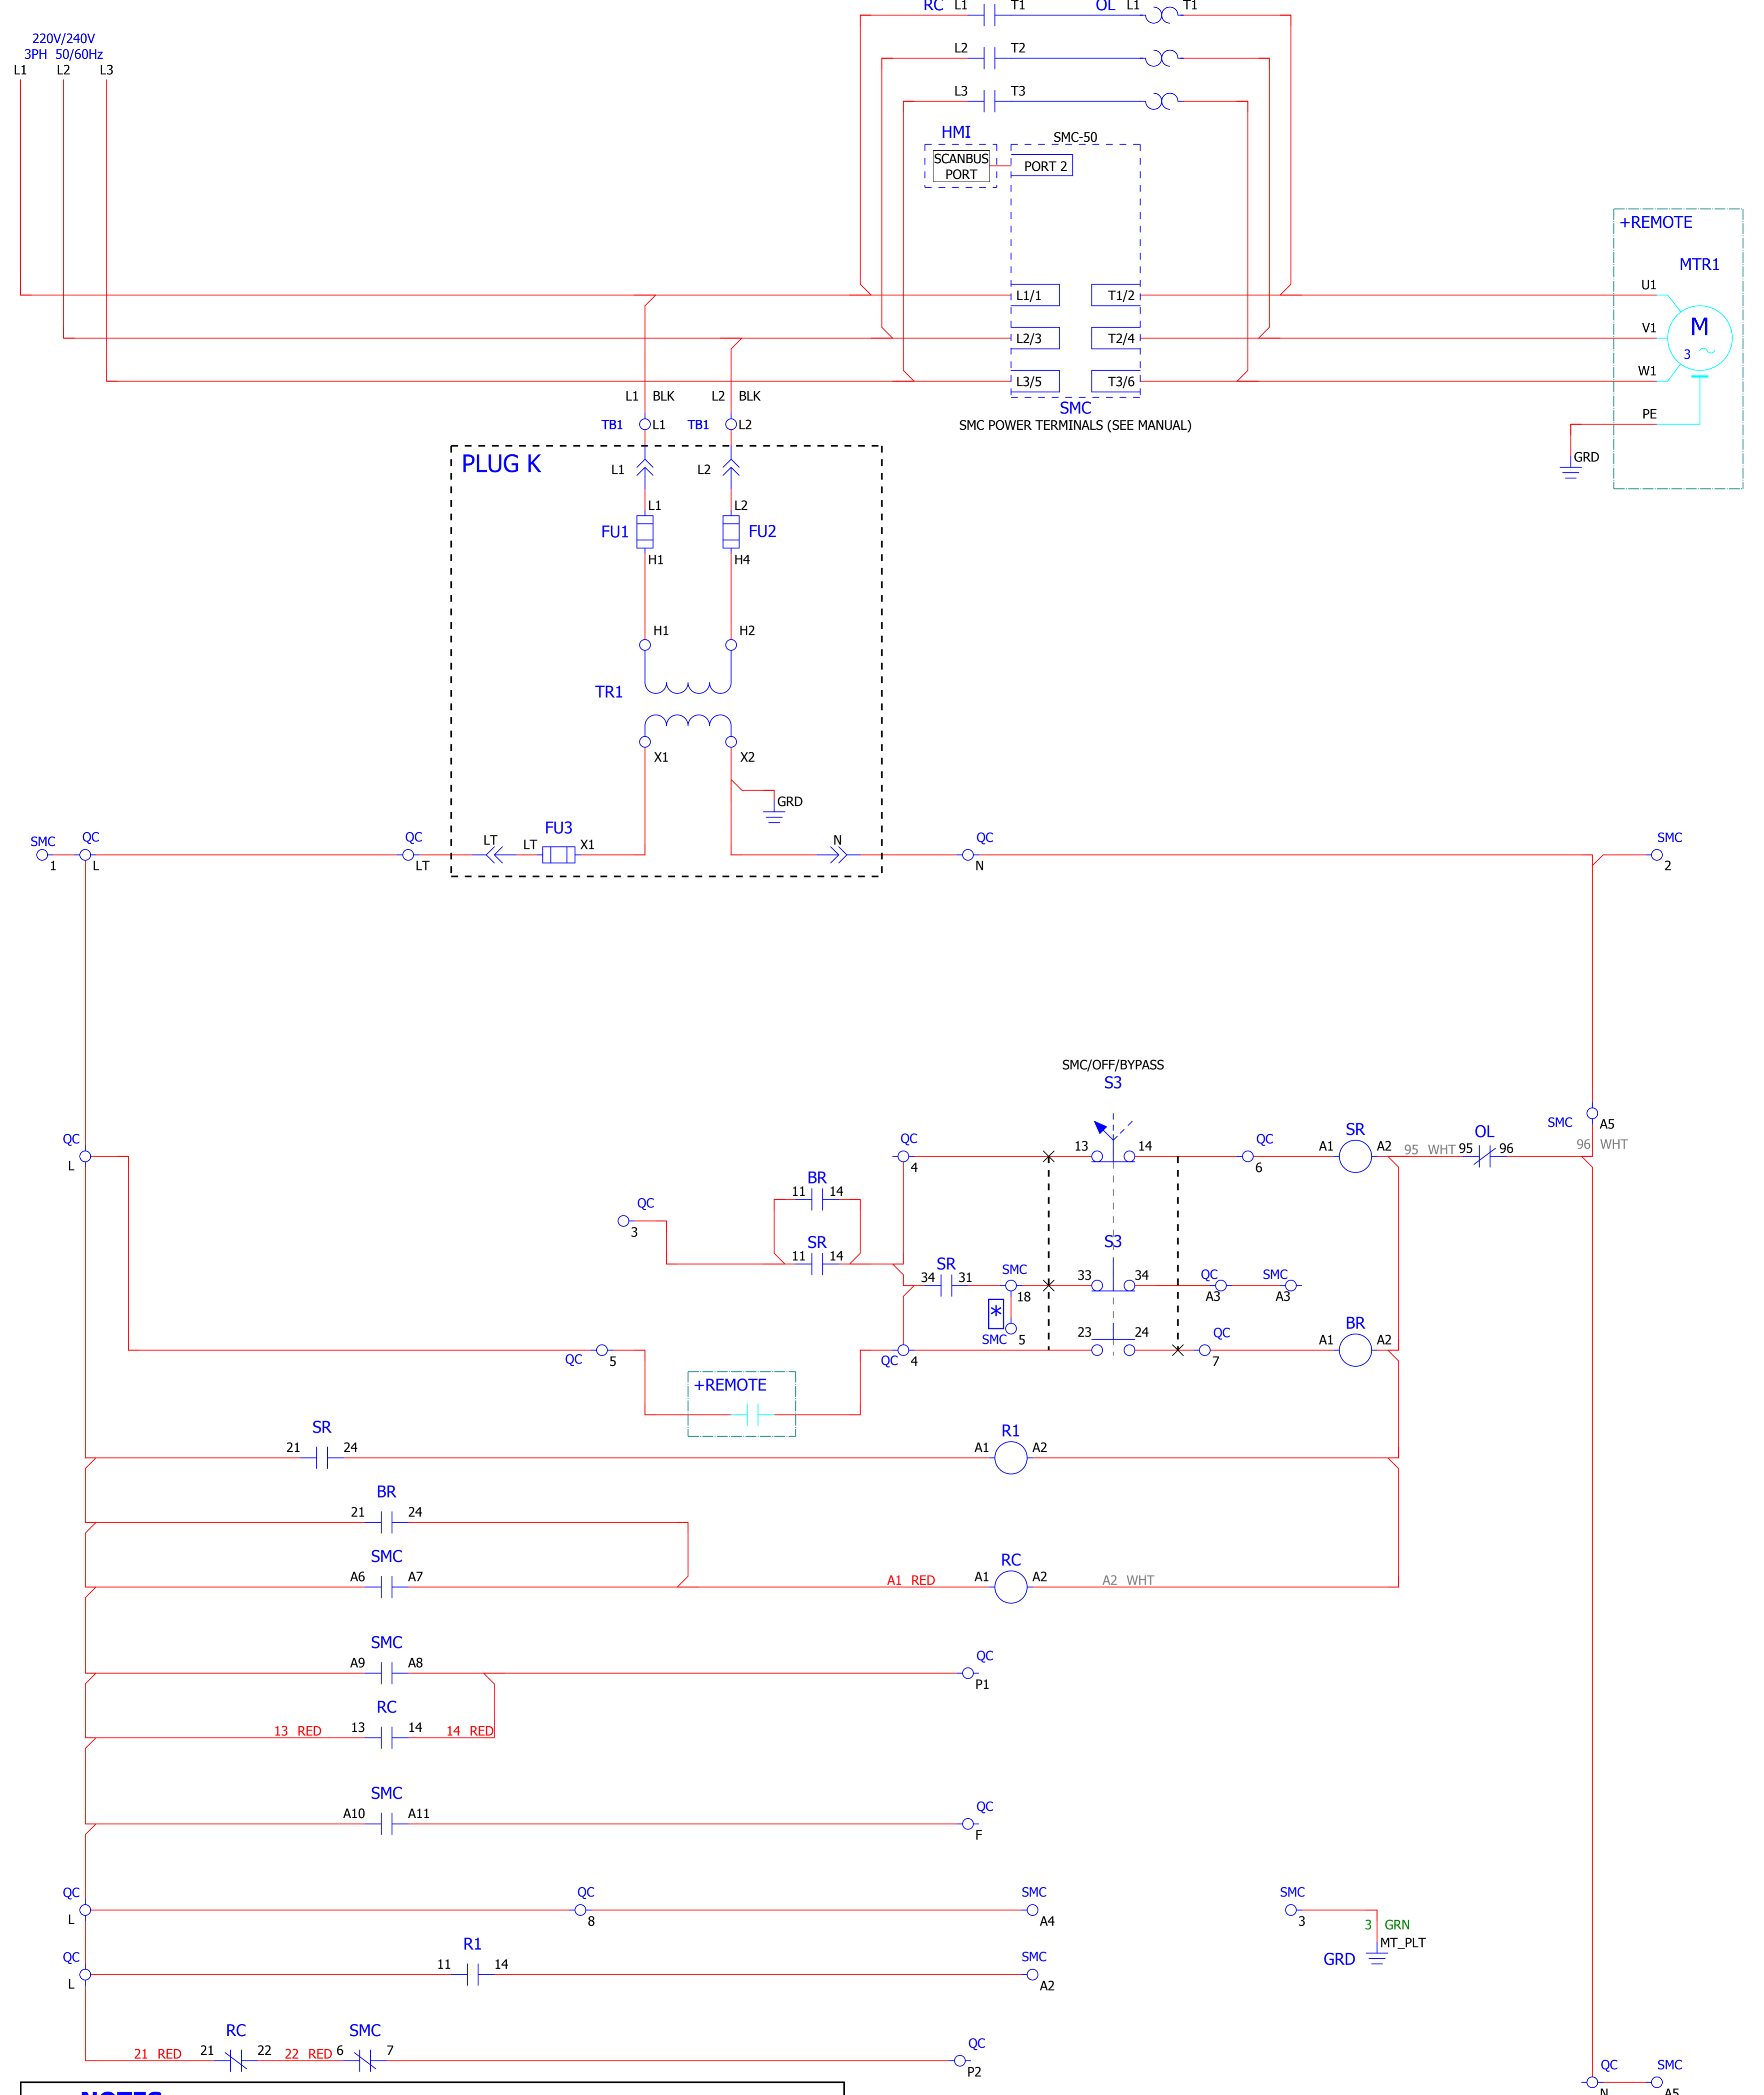 RC L1 T1 OL L1 T1
220V/240V
3PH 50/60Hz
L1 L2 L3
L2 T2
L3 T3
HMI
SMC-50
SCANBUS
PORT
PORT 2
+REMOTE
MTR1
U1
L1/1 T1/2
V1
M
3
L2/3 T2/4
W1
L3/5 T3/6
L1 BLK L2 BLK
SMC
SMC POWER TERMINALS (SEE MANUAL)
PE
GRD
TB1 L1 TB1 L2
PLUG K
L1 L2
L1 L2
FU1 FU2
H1 H4
H1 H2
TR1
X1 X2
GRD
SMC QC QC LT FU3 N QC SMC
LT X1
1 L LT N 2
SMC/OFF/BYPASS
S3
SMC A5
QC QC 13 14 QC SR OL 96 WHT
A1 A2 95 WHT 95 96
L 4 6
BR
11 14
QC
3
SR
11 14
S3
SR
34 31 SMC 33 34 QC SMC
18 A3 A3
*
SMC 5
23 24 QC BR
A1 A2
QC 5 QC 4 7
+REMOTE
SR
21 24
R1
A1 A2
BR
21 24
SMC
A6 A7
RC
A1 RED A1 A2 A2 WHT
SMC
A9 A8
QC
P1
RC
13 RED 13 14 14 RED
SMC
A10 A11
QC
F
QC QC SMC SMC
L 8 A4 3
3 GRN
MT_PLT
GRD
QC R1 SMC
11 14
L A2
RC SMC
21 RED 21 22 22 RED 6 7
QC
P2
QC SMC
N A5
NOTES